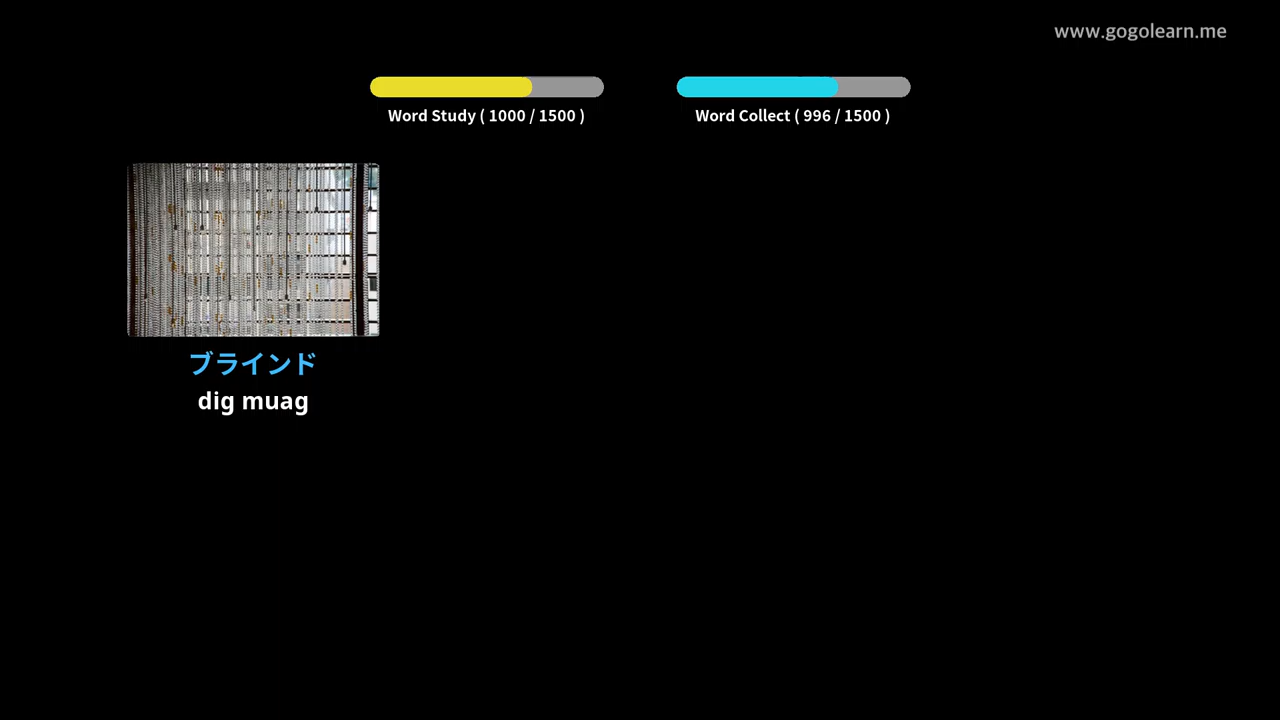 www.gogolearn.me
Word Study ( 1000 / 1500 )
Word Collect ( 996 / 1500 )
ブラインド
dig muag